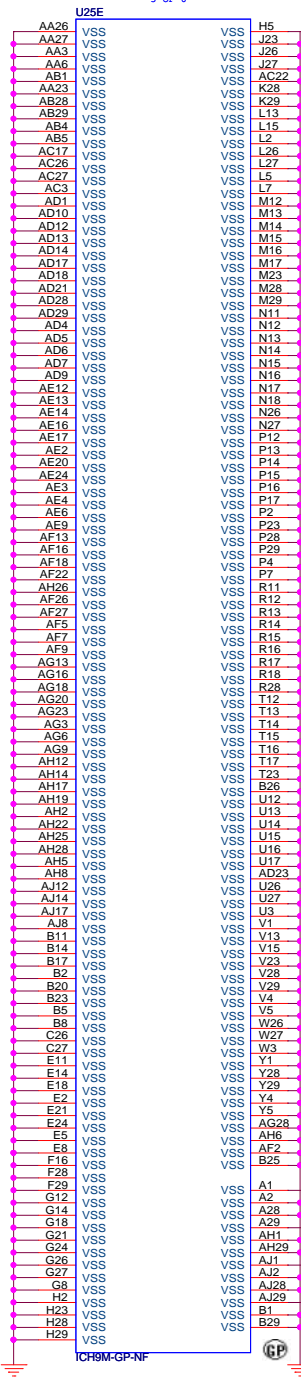 U25E
AA26 VSS VSS H5
AA27 VSS VSS J23
AA3 VSS VSS J26
AA6 VSS VSS J27
AB1 VSS VSS AC22
AA23 VSS VSS K28
AB28 VSS VSS K29
AB29 VSS VSS L13
AB4 VSS VSS L15
AB5 VSS VSS L2
AC17 VSS VSS L26
AC26 VSS VSS L27
AC27 VSS VSS L5
AC3 VSS VSS L7
AD1 VSS VSS M12
AD10 VSS VSS M13
AD12 VSS VSS M14
AD13 VSS VSS M15
AD14 VSS VSS M16
AD17 VSS VSS M17
AD18 VSS VSS M23
AD21 VSS VSS M28
AD28 VSS VSS M29
AD29 VSS VSS N11
AD4 VSS VSS N12
AD5 VSS VSS N13
AD6 VSS VSS N14
AD7 VSS VSS N15
AD9 VSS VSS N16
AE12 VSS VSS N17
AE13 VSS VSS N18
AE14 VSS VSS N26
AE16 VSS VSS N27
AE17 VSS VSS P12
AE2 VSS VSS P13
AE20 VSS VSS P14
AE24 VSS VSS P15
AE3 VSS VSS P16
AE4 VSS VSS P17
AE6 VSS VSS P2
AE9 VSS VSS P23
AF13 VSS VSS P28
AF16 VSS VSS P29
AF18 VSS VSS P4
AF22 VSS VSS P7
AH26 VSS VSS R11
AF26 VSS VSS R12
AF27 VSS VSS R13
AF5 VSS VSS R14
AF7 VSS VSS R15
AF9 VSS VSS R16
AG13 VSS VSS R17
AG16 VSS VSS R18
AG18 VSS VSS R28
AG20 VSS VSS T12
AG23 VSS VSS T13
AG3 VSS VSS T14
AG6 VSS VSS T15
AG9 VSS VSS T16
AH12 VSS VSS T17
AH14 VSS VSS T23
AH17 VSS VSS B26
AH19 VSS VSS U12
AH2 VSS VSS U13
AH22 VSS VSS U14
AH25 VSS VSS U15
AH28 VSS VSS U16
AH5 VSS VSS U17
AH8 VSS VSS AD23
AJ12 VSS VSS U26
AJ14 VSS VSS U27
AJ17 VSS VSS U3
AJ8 VSS VSS V1
B11 VSS VSS V13
B14 VSS VSS V15
B17 VSS VSS V23
B2 VSS VSS V28
B20 VSS VSS V29
B23 VSS VSS V4
B5 VSS VSS V5
B8 VSS VSS W26
C26 VSS VSS W27
C27 VSS VSS W3
E11 VSS VSS Y1
E14 VSS VSS Y28
E18 VSS VSS Y29
E2 VSS VSS Y4
E21 VSS VSS Y5
E24 VSS VSS AG28
E5 VSS VSS AH6
E8 VSS VSS AF2
F16 VSS VSS B25
F28 VSS
F29 VSS VSS A1
G12 VSS VSS A2
G14 VSS VSS A28
G18 VSS VSS A29
G21 VSS VSS AH1
G24 VSS VSS AH29
G26 VSS VSS AJ1
G27 VSS VSS AJ2
G8 VSS VSS AJ28
H2 VSS VSS AJ29
H23 VSS VSS B1
H28 VSS VSS B29
H29 VSS
ICH9M-GP-NF
GP